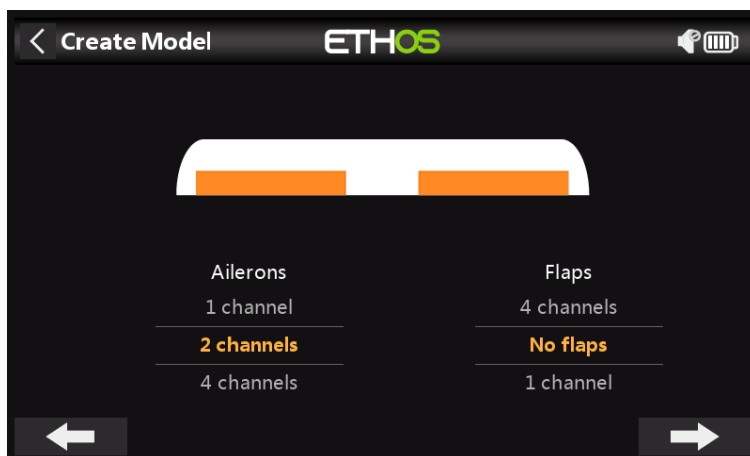 Create Model
ETHOS
Ailerons
Flaps
1 channel
4 channels
2 channels
No flaps
4 channels
1 channel